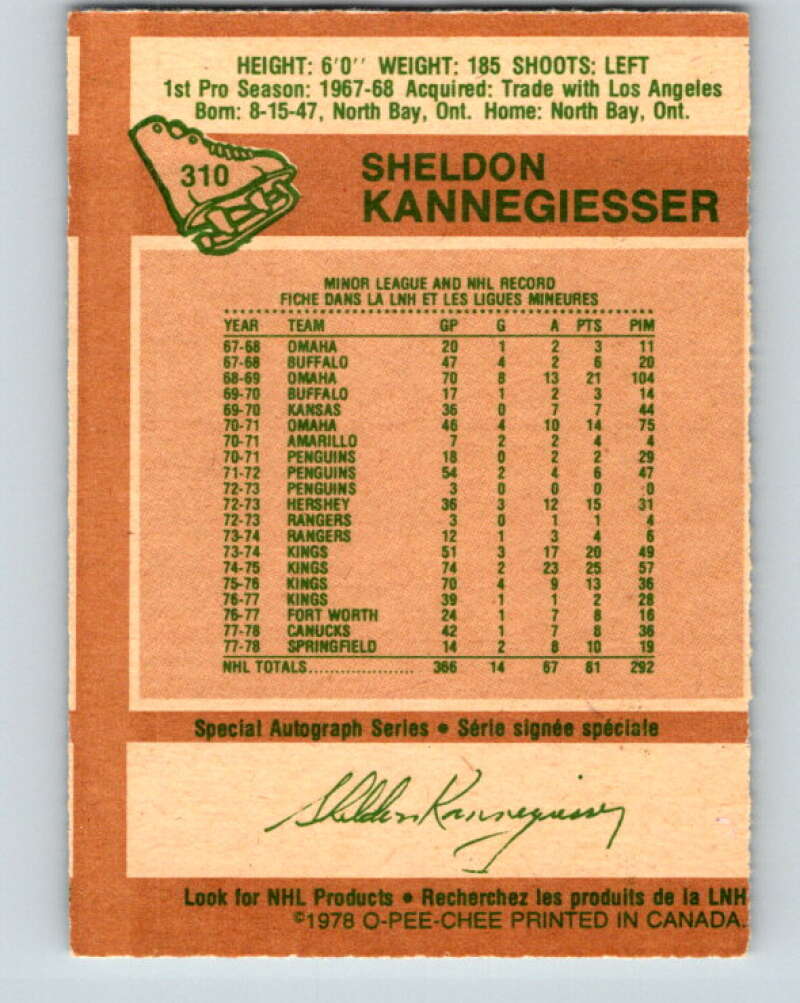 HEIGHT: 6'0'' WEIGHT: 185 SHOOTS: LEFT
1st Pro Season: 1967-68 Acquired: Trade with Los Angeles
Born: 8-15-47, North Bay, Ont. Home: North Bay, Ont.
310
SHELDON
KANNEGIESSER
MINOR LEAGUE AND NHL RECORD
FICHE DANS LA LNH ET LES LIGUES MINEURES
YEAR TEAM GP G A PTS PIM
67-68 OMAHA 20 1 2 3 11
67-68 BUFFALO 47 4 2 6 20
68-69 OMAHA 70 8 13 21 104
69-70 BUFFALO 17 1 2 3 14
69-70 KANSAS 36 0 7 7 44
70-71 OMAHA 46 4 10 14 75
70-71 AMARILLO 7 2 2 4 4
70-71 PENGUINS 18 0 2 2 29
71-72 PENGUINS 54 2 4 6 47
72-73 PENGUINS 3 0 0 0 0
72-73 HERSHEY 36 3 12 15 31
72-73 RANGERS 3 0 1 1 4
73-74 RANGERS 12 1 3 4 6
73-74 KINGS 51 3 17 20 49
74-75 KINGS 74 2 23 25 57
75-76 KINGS 70 4 9 13 36
76-77 KINGS 39 1 1 2 28
76-77 FORT WORTH 24 1 7 8 16
77-78 CANUCKS 42 1 7 8 36
77-78 SPRINGFIELD 14 2 8 10 19
NHL TOTALS.................... 366 14 67 81 292
Special Autograph Series • Série signée spéciale
Sheldon Kannegiesser
Look for NHL Products • Recherchez les produits de la LNH
©1978 O-PEE-CHEE PRINTED IN CANADA.